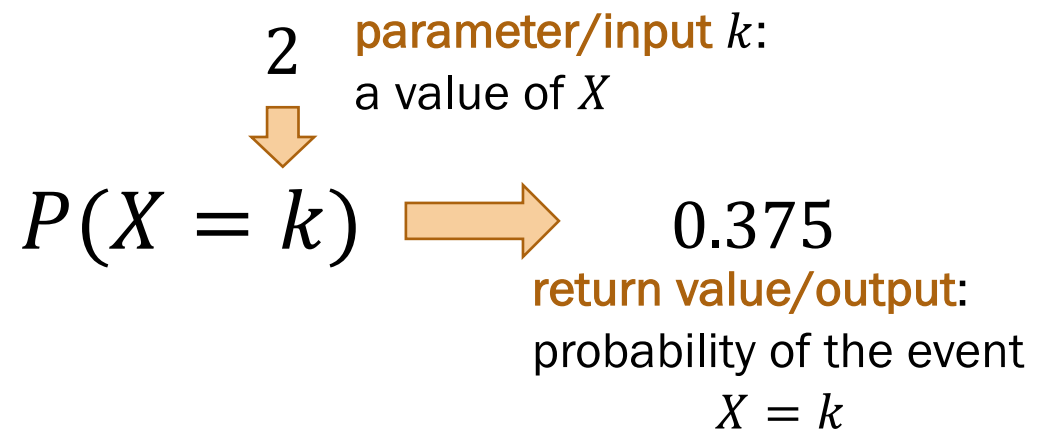 2
parameter/input k:
a value of X
P(X = k)
0.375
return value/output:
probability of the event
X = k